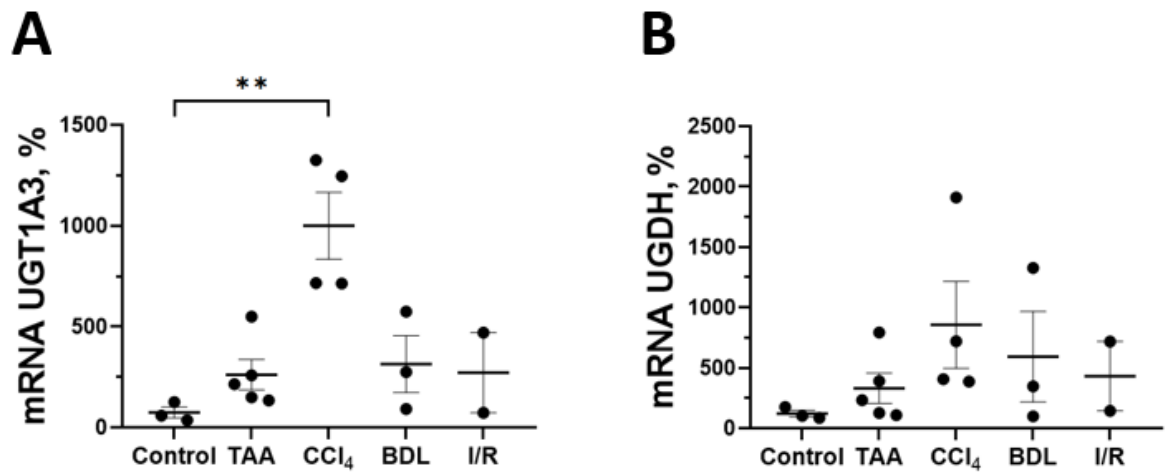 A
**
mRNA UGT1A3, %
1500
1000
500
0
Control TAA CCl₄ BDL I/R
B
mRNA UGDH, %
2500
2000
1500
1000
500
0
Control TAA CCl₄ BDL I/R